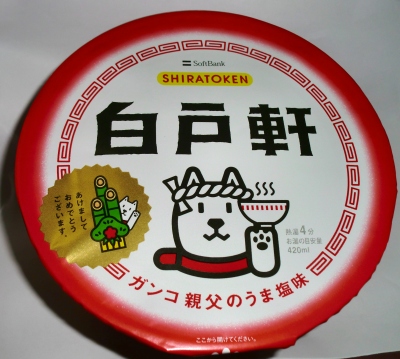 SoftBank
SHIRATOKEN
白戸軒
あけまして
おめでとう
ございます。
熱湯4分
お湯の目安量
420ml
ガンコ親父のうま塩味
ここから開けてください。